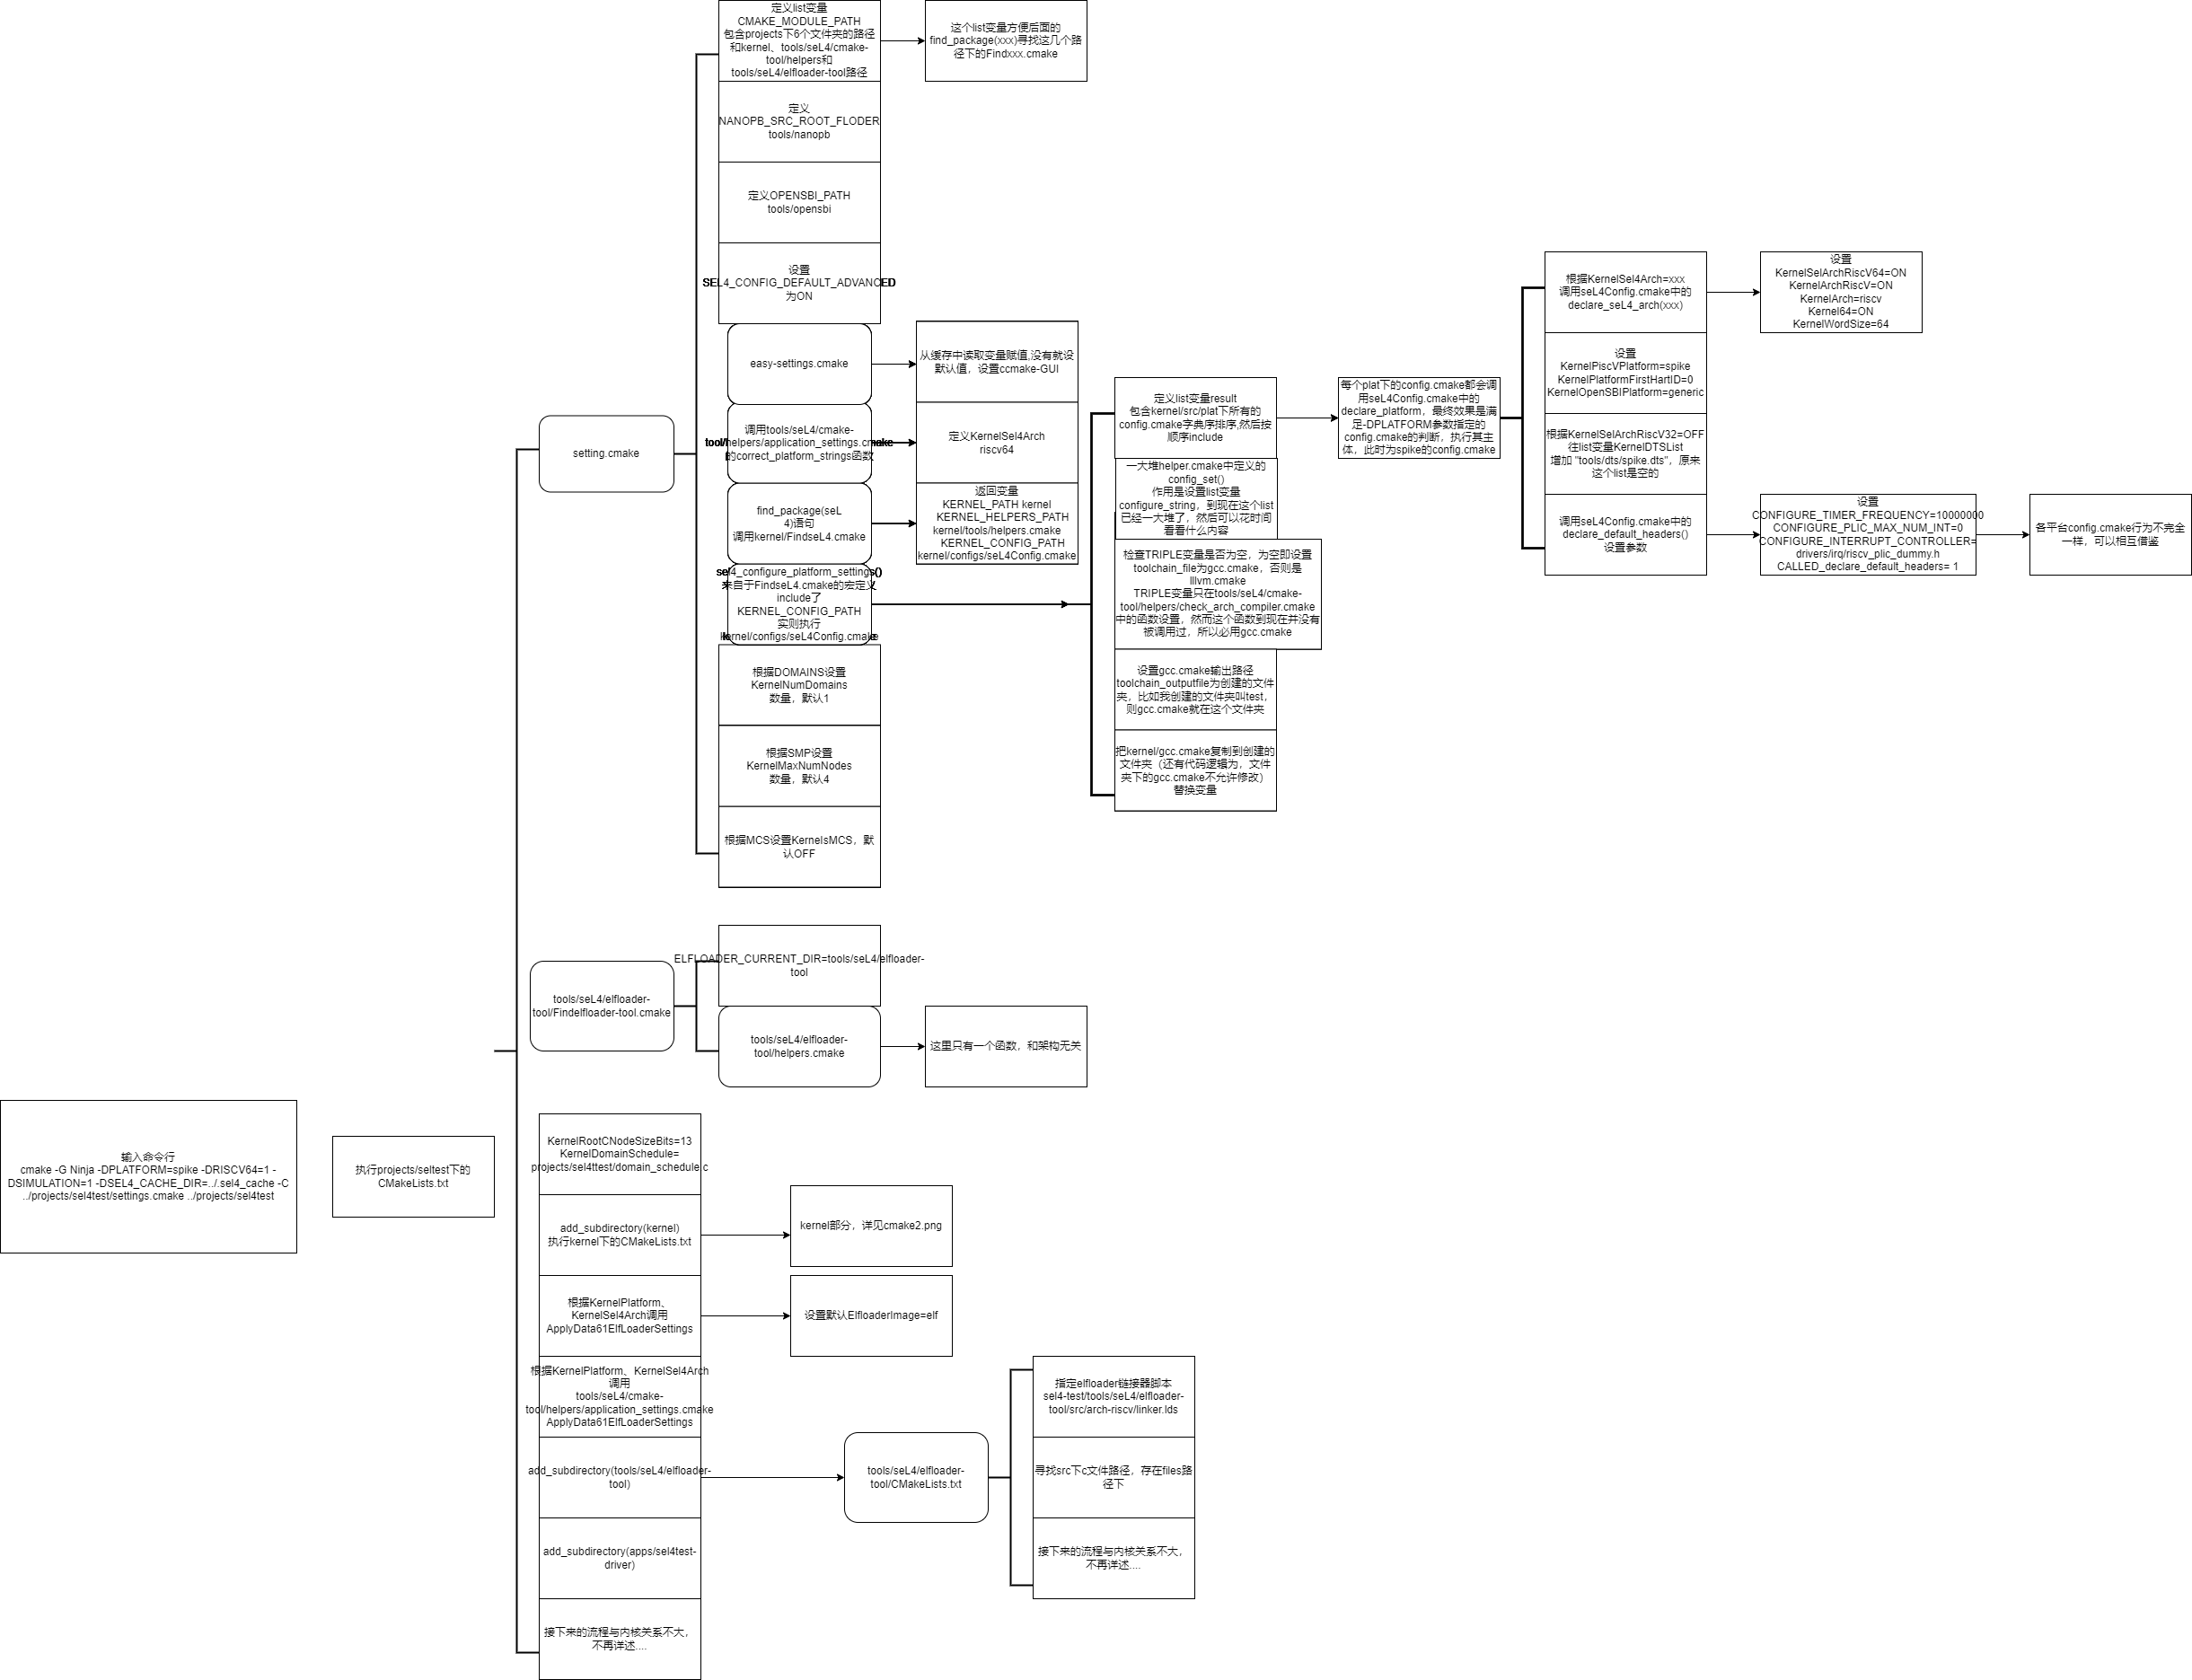 输入命令行
cmake -G Ninja -DPLATFORM=spike -DRISCV64=1 -
DSIMULATION=1 -DSEL4_CACHE_DIR=../.sel4_cache -C
../projects/sel4test/settings.cmake ../projects/sel4test
执行projects/seltest下的
CMakeLists.txt
setting.cmake
定义list变量
CMAKE_MODULE_PATH
包含projects下6个文件夹的路径
和kernel、tools/seL4/cmake-
tool/helpers和
tools/seL4/elfloader-tool路径
这个list变量方便后面的
find_package(xxx)寻找这几个路
径下的Findxxx.cmake
定义
NANOPB_SRC_ROOT_FLODER
tools/nanopb
定义OPENSBI_PATH
tools/opensbi
设置
SEL4_CONFIG_DEFAULT_ADVANCED
为ON
easy-settings.cmake
从缓存中读取变量赋值,没有就设
默认值，设置ccmake-GUI
调用tools/seL4/cmake-
tool/helpers/application_settings.cmake
的correct_platform_strings函数
定义KernelSel4Arch
riscv64
find_package(seL
4)语句
调用kernel/FindseL4.cmake
返回变量
KERNEL_PATH kernel
KERNEL_HELPERS_PATH
kernel/tools/helpers.cmake
KERNEL_CONFIG_PATH
kernel/configs/seL4Config.cmake
sel4_configure_platform_settings()
来自于FindseL4.cmake的宏定义
include了
KERNEL_CONFIG_PATH
实则执行
kernel/configs/seL4Config.cmake
定义list变量result
包含kernel/src/plat下所有的
config.cmake字典序排序,然后按
顺序include
每个plat下的config.cmake都会调
用seL4Config.cmake中的
declare_platform，最终效果是满
足-DPLATFORM参数指定的
config.cmake的判断，执行其主
体，此时为spike的config.cmake
根据KernelSel4Arch=xxx
调用seL4Config.cmake中的
declare_seL4_arch(xxx)
设置
KernelSelArchRiscV64=ON
KernelArchRiscV=ON
KernelArch=riscv
Kernel64=ON
KernelWordSize=64
设置
KernelPiscVPlatform=spike
KernelPlatformFirstHartID=0
KernelOpenSBIPlatform=generic
根据KernelSelArchRiscV32=OFF
往list变量KernelDTSList
增加 "tools/dts/spike.dts"，原来
这个list是空的
调用seL4Config.cmake中的
declare_default_headers()
设置参数
设置
CONFIGURE_TIMER_FREQUENCY=10000000
CONFIGURE_PLIC_MAX_NUM_INT=0
CONFIGURE_INTERRUPT_CONTROLLER=
drivers/irq/riscv_plic_dummy.h
CALLED_declare_default_headers= 1
各平台config.cmake行为不完全
一样，可以相互借鉴
一大堆helper.cmake中定义的
config_set()
作用是设置list变量
configure_string，到现在这个list
已经一大堆了，然后可以花时间
看看什么内容
检查TRIPLE变量是否为空，为空即设置
toolchain_file为gcc.cmake，否则是
lllvm.cmake
TRIPLE变量只在tools/seL4/cmake-
tool/helpers/check_arch_compiler.cmake
中的函数设置，然而这个函数到现在并没有
被调用过，所以必用gcc.cmake
设置gcc.cmake输出路径
toolchain_outputfile为创建的文件
夹，比如我创建的文件夹叫test，
则gcc.cmake就在这个文件夹
把kernel/gcc.cmake复制到创建的
文件夹（还有代码逻辑为，文件
夹下的gcc.cmake不允许修改）
替换变量
根据DOMAINS设置
KernelNumDomains
数量，默认1
根据SMP设置
KernelMaxNumNodes
数量，默认4
根据MCS设置KernelsMCS，默
认OFF
tools/seL4/elfloader-
tool/Findelfloader-tool.cmake
ELFLOADER_CURRENT_DIR=tools/seL4/elfloader-
tool
tools/seL4/elfloader-
tool/helpers.cmake
这里只有一个函数，和架构无关
KernelRootCNodeSizeBits=13
KernelDomainSchedule=
projects/sel4ttest/domain_schedule.c
add_subdirectory(kernel)
执行kernel下的CMakeLists.txt
kernel部分，详见cmake2.png
根据KernelPlatform、
KernelSel4Arch调用
ApplyData61ElfLoaderSettings
设置默认ElfloaderImage=elf
根据KernelPlatform、KernelSel4Arch
调用
tools/seL4/cmake-
tool/helpers/application_settings.cmake
ApplyData61ElfLoaderSettings
add_subdirectory(tools/seL4/elfloader-
tool)
tools/seL4/elfloader-
tool/CMakeLists.txt
指定elfloader链接器脚本
sel4-test/tools/seL4/elfloader-
tool/src/arch-riscv/linker.lds
寻找src下c文件路径，存在files路
径下
接下来的流程与内核关系不大，
不再详述....
add_subdirectory(apps/sel4test-
driver)
接下来的流程与内核关系不大，
不再详述....